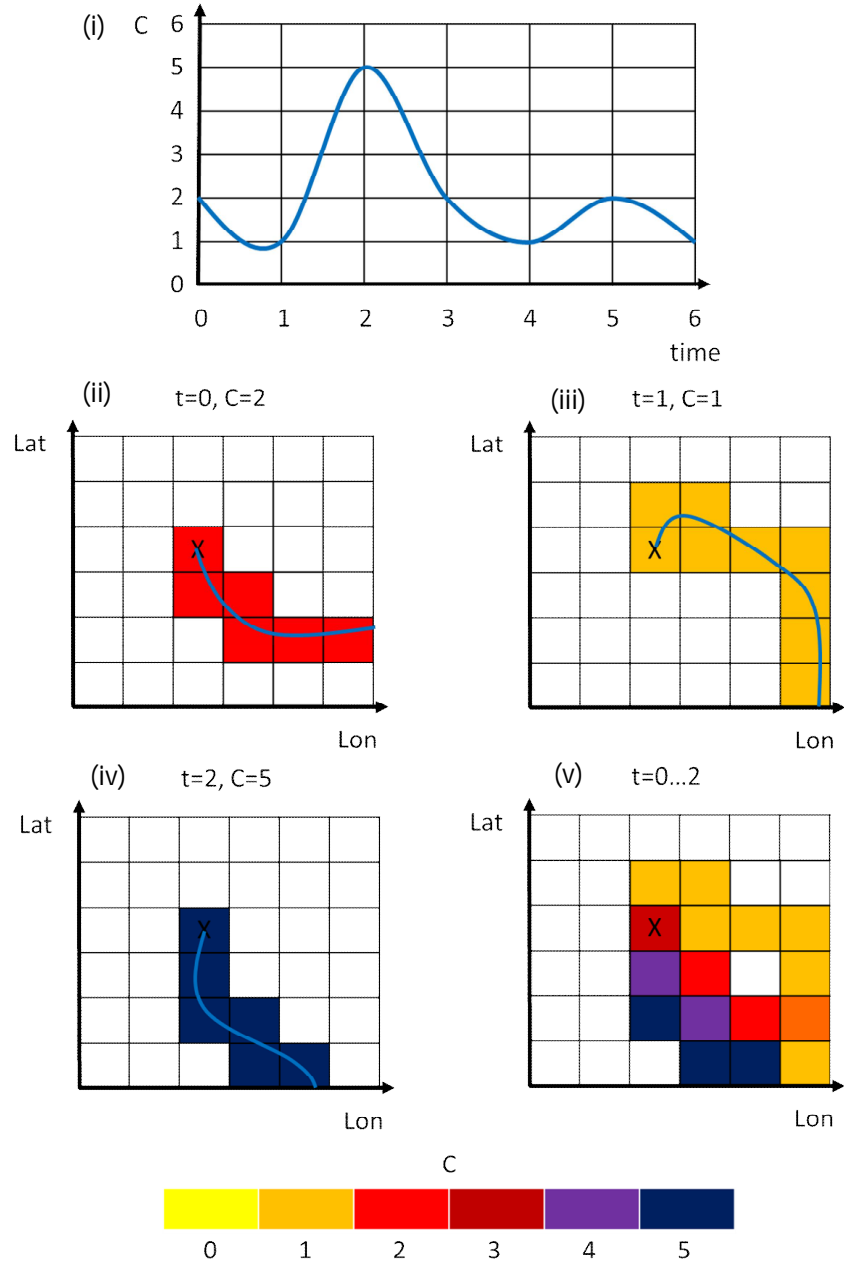 (i) C 6
5
4
3
2
1
0
0 1 2 3 4 5 6
time
(ii) t=0, C=2
Lat
X
Lon
(iii) t=1, C=1
Lat
X
Lon
(iv) t=2, C=5
Lat
X
Lon
(v) t=0...2
Lat
X
Lon
C
0 1 2 3 4 5